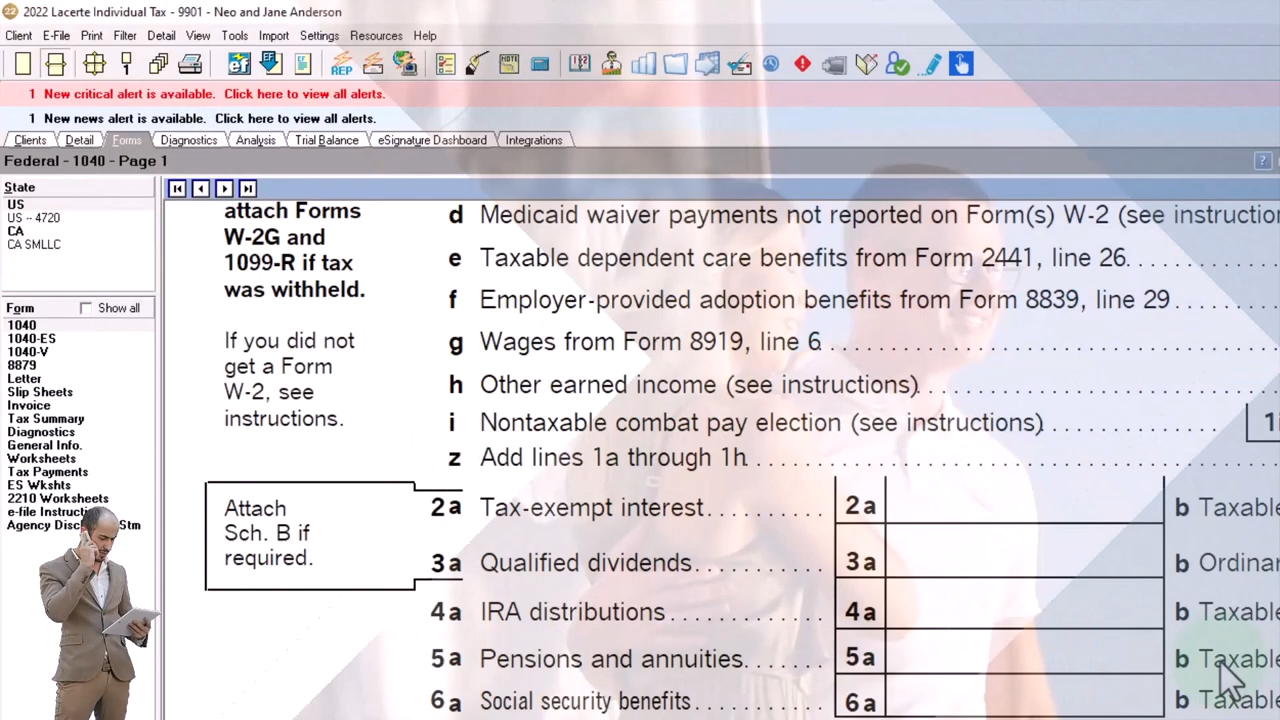 2022 Lacerte Individual Tax - 9901 - Neo and Jane Anderson
Client E-File Print Filter Detail View Tools Import Settings Resources Help
1 New critical alert is available. Click here to view all alerts.
1 New news alert is available. Click here to view all alerts.
Clients Detail Forms Diagnostics Analysis Trial Balance eSignature Dashboard Integrations
Federal - 1040 - Page 1
State
US
US -- 4720
CA
CA SMLLC
Form Show all
1040
1040-ES
1040-V
8879
Letter
Slip Sheets
Invoice
Tax Summary
Diagnostics
General Info.
Worksheets
Tax Payments
ES Wkshts
2210 Worksheets
e-file
Agency Stm
attach Forms
W-2G and
1099-R if tax
was withheld.
If you did not
get a Form
W-2, see
instructions.
Attach
Sch. B if
required.
d Medicaid waiver payments not reported on Form(s) W-2 (see instructio
e Taxable dependent care benefits from Form 2441, line 26
f Employer-provided adoption benefits from Form 8839, line 29
g Wages from Form 8919, line 6
h Other earned income (see instructions)
i Nontaxable combat pay election (see instructions) 1
z Add lines 1a through 1h
2a Tax-exempt interest 2a b Taxable
3a Qualified dividends 3a b Ordinar
4a IRA distributions 4a b Taxable
5a Pensions and annuities 5a b Taxable
6a Social security benefits 6a b Taxable